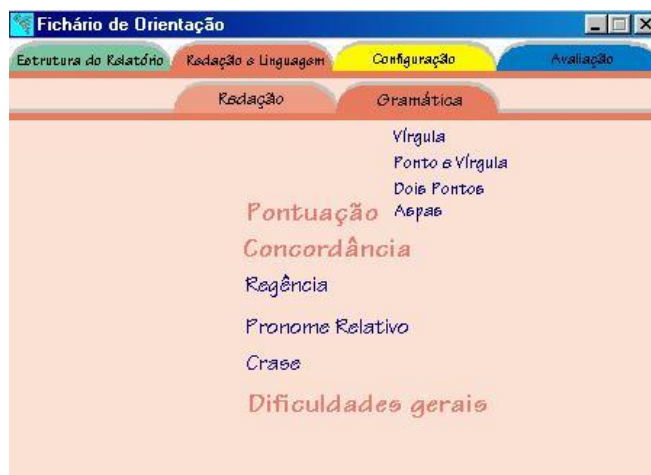 Fichário de Orientação
Estrutura do Relatório Redação e Linguagem Configuração Avaliação
Redação Gramática
Vírgula
Ponto e Vírgula
Dois Pontos
Pontuação Aspas
Concordância
Regência
Pronome Relativo
Crase
Dificuldades gerais